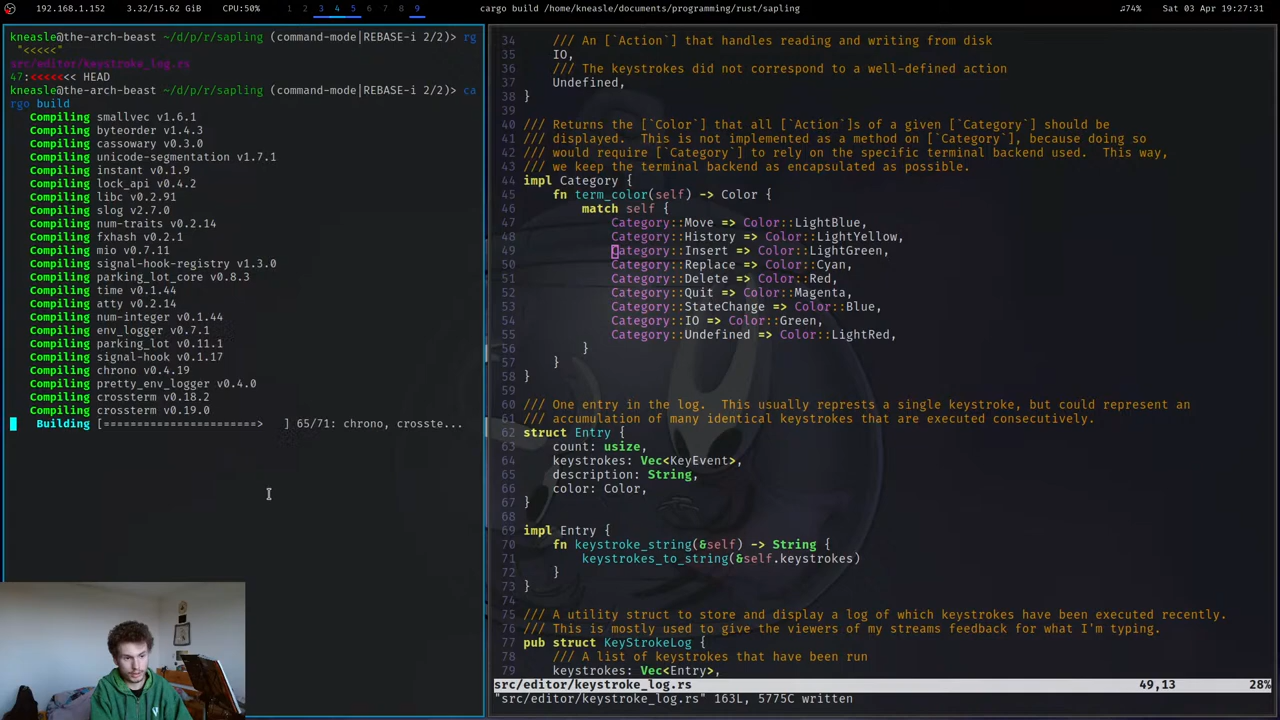 192.168.1.152 3.32/15.62 GiB CPU:50% 1 2 3 4 5 8 9 cargo build /home/kneasle/documents/programming/rust/sapling ♫74% Sat 03 Apr 19:27:31
kneasle@the-arch-beast ~/d/p/r/sapling (command-mode|REBASE-i 2/2)> rg
"<<<<<"
src/editor/keystroke_log.rs
47:<<<<<<< HEAD
kneasle@the-arch-beast ~/d/p/r/sapling (command-mode|REBASE-i 2/2)> ca
rgo build
Compiling smallvec v1.6.1
Compiling byteorder v1.4.3
Compiling cassowary v0.3.0
Compiling unicode-segmentation v1.7.1
Compiling instant v0.1.9
Compiling lock_api v0.4.2
Compiling libc v0.2.91
Compiling slog v2.7.0
Compiling num-traits v0.2.14
Compiling fxhash v0.2.1
Compiling mio v0.7.11
Compiling signal-hook-registry v1.3.0
Compiling parking_lot_core v0.8.3
Compiling time v0.1.44
Compiling atty v0.2.14
Compiling num-integer v0.1.44
Compiling env_logger v0.7.1
Compiling parking_lot v0.11.1
Compiling signal-hook v0.1.17
Compiling chrono v0.4.19
Compiling pretty_env_logger v0.4.0
Compiling crossterm v0.18.2
Compiling crossterm v0.19.0
Building [=======================> ] 65/71: chrono, crosste...
34 /// An [`Action`] that handles reading and writing from disk
35 IO,
36 /// The keystrokes did not correspond to a well-defined action
37 Undefined,
38 }
39
40 /// Returns the [`Color`] that all [`Action`]s of a given [`Category`] should be
41 /// displayed.  This is not implemented as a method on [`Category`], because doing so
42 /// would require [`Category`] to rely on the specific terminal backend used.  This way,
43 /// we keep the terminal backend as encapsulated as possible.
44 impl Category {
45 fn term_color(self) -> Color {
46 match self {
47 Category::Move => Color::LightBlue,
48 Category::History => Color::LightYellow,
49 Category::Insert => Color::LightGreen,
50 Category::Replace => Color::Cyan,
51 Category::Delete => Color::Red,
52 Category::Quit => Color::Magenta,
53 Category::StateChange => Color::Blue,
54 Category::IO => Color::Green,
55 Category::Undefined => Color::LightRed,
56 }
57 }
58 }
59
60 /// One entry in the log.  This usually represts a single keystroke, but could represent an
61 /// accumulation of many identical keystrokes that are executed consecutively.
62 struct Entry {
63 count: usize,
64 keystrokes: Vec<KeyEvent>,
65 description: String,
66 color: Color,
67 }
68
69 impl Entry {
70 fn keystroke_string(&self) -> String {
71 keystrokes_to_string(&self.keystrokes)
72 }
73 }
74
75 /// A utility struct to store and display a log of which keystrokes have been executed recently.
76 /// This is mostly used to give the viewers of my streams feedback for what I'm typing.
77 pub struct KeyStrokeLog {
78 /// A list of keystrokes that have been run
79 keystrokes: Vec<Entry>,
src/editor/keystroke_log.rs 49,13 28%
"src/editor/keystroke_log.rs" 163L, 5775C written